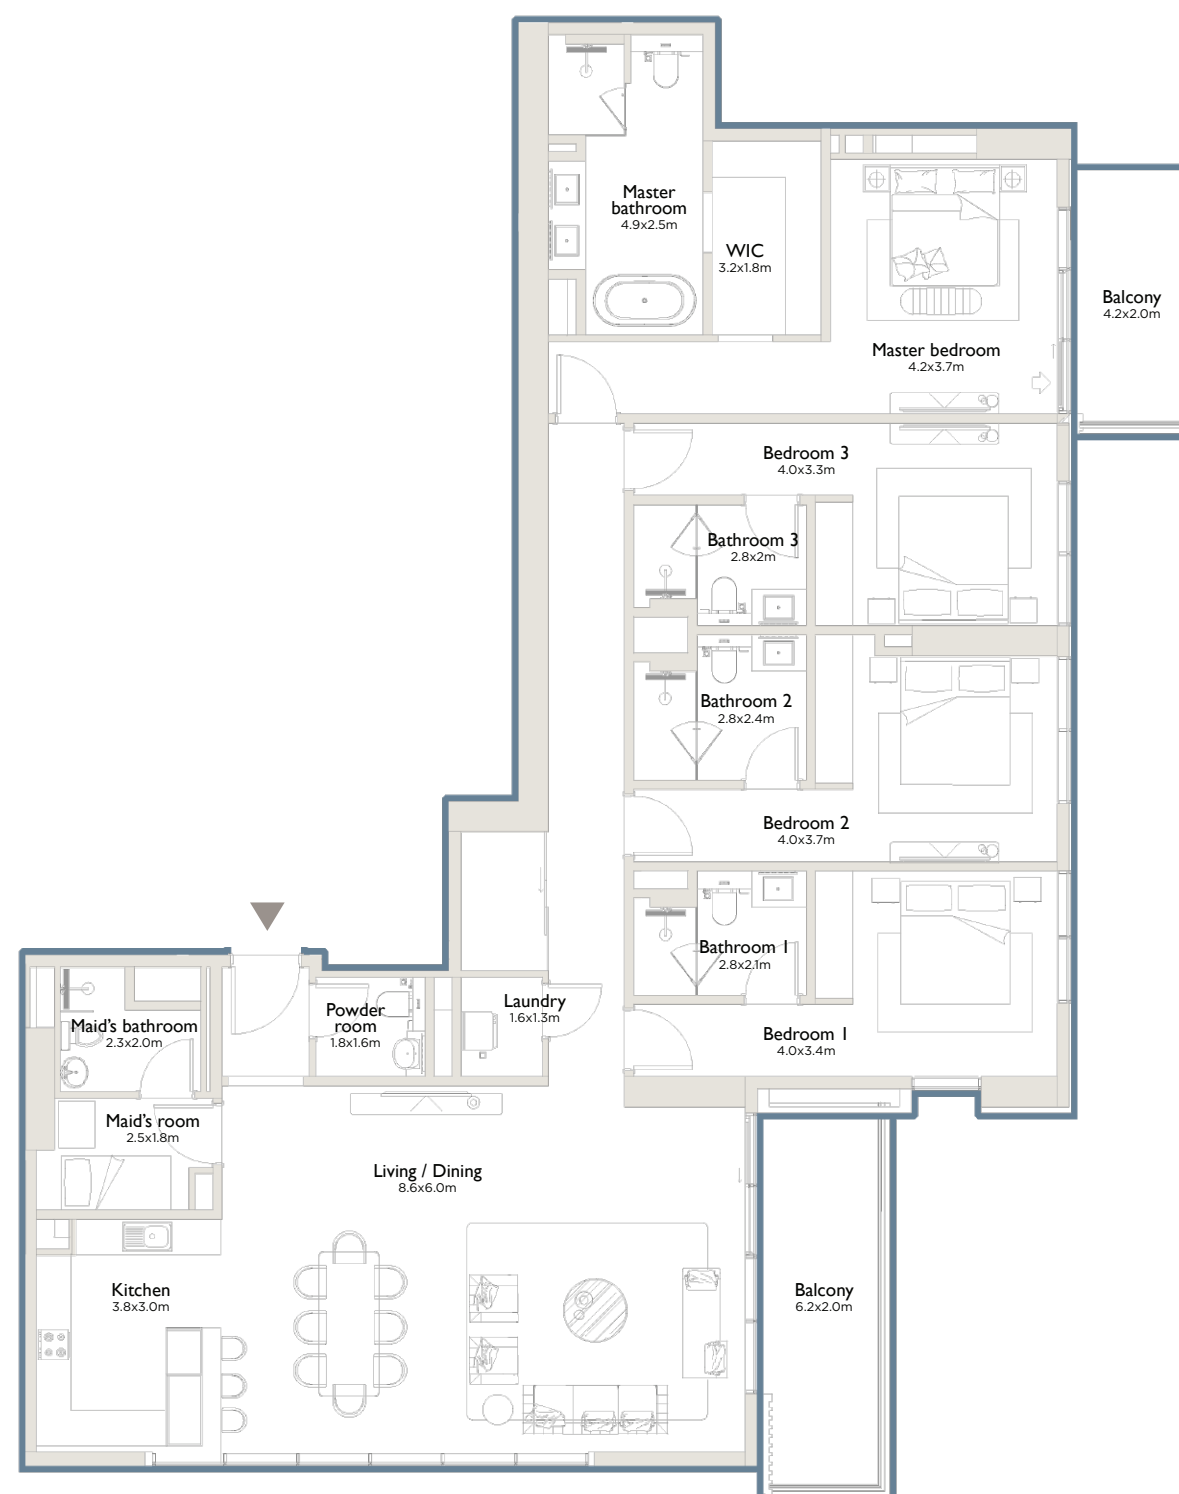 Master
bathroom
4.9x2.5m
WIC
3.2x1.8m
Balcony
4.2x2.0m
Master bedroom
4.2x3.7m
Bedroom 3
4.0x3.3m
Bathroom 3
2.8x2m
Bathroom 2
2.8x2.4m
Bedroom 2
4.0x3.7m
Bathroom 1
2.8x2.1m
Laundry
1.6x1.3m
Powder
room
1.8x1.6m
Maid's bathroom
2.3x2.0m
Bedroom 1
4.0x3.4m
Maid's room
2.5x1.8m
Living / Dining
8.6x6.0m
Kitchen
3.8x3.0m
Balcony
6.2x2.0m